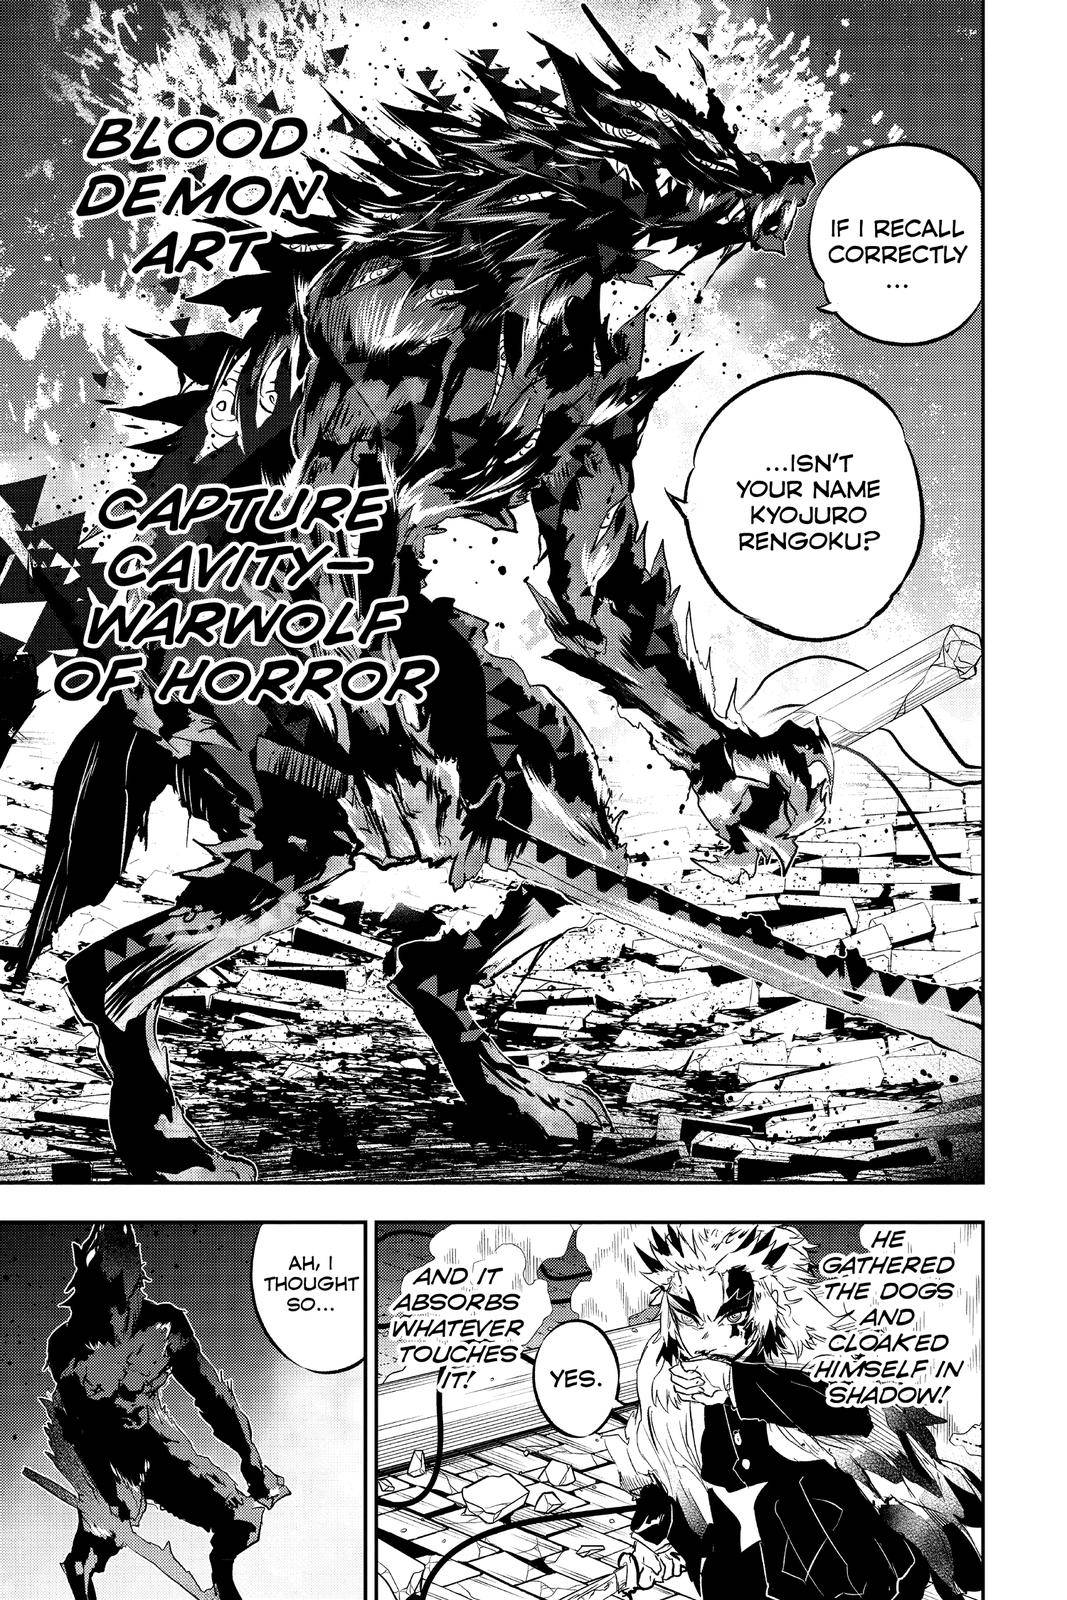 IF I RECALL
CORRECTLY
...
...ISN'T
YOUR NAME
KYOJURO
RENGOKU?
BLOOD
DEMON
ART
CAPTURE
CAVITY—
WARWOLF
OF HORROR
HE
GATHERED
THE DOGS
AND
CLOAKED
HIMSELF IN
SHADOW!
AND IT
ABSORBS
WHATEVER
TOUCHES
IT!
YES.
AH, I
THOUGHT
SO...